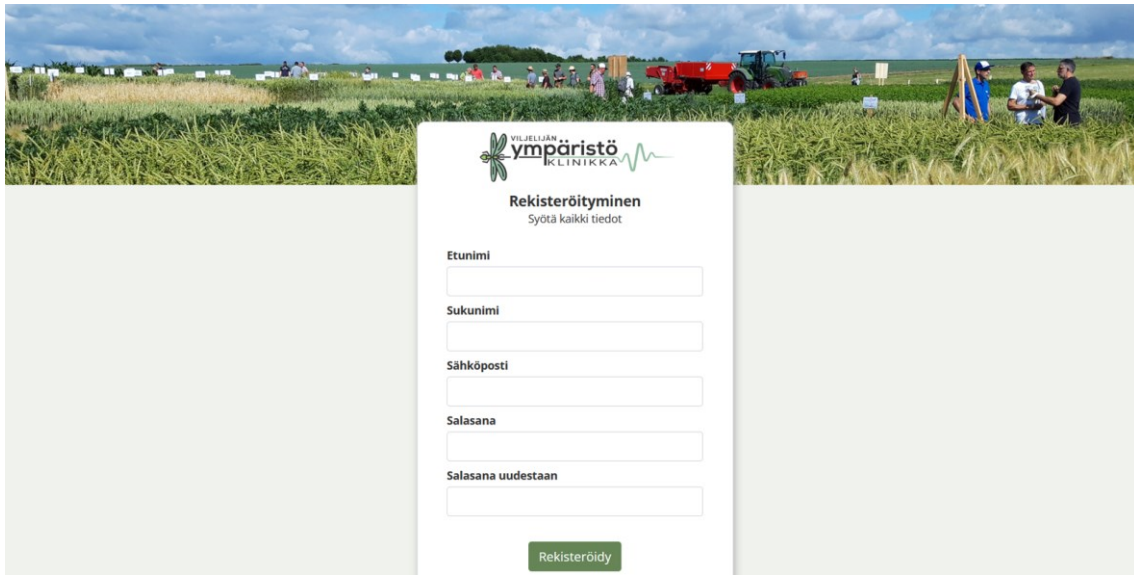 VILJELIJÄN
ympäristö
KLINIKKA
Rekisteröityminen
Syötä kaikki tiedot
Etunimi
Sukunimi
Sähköposti
Salasana
Salasana uudestaan
Rekisteröidy